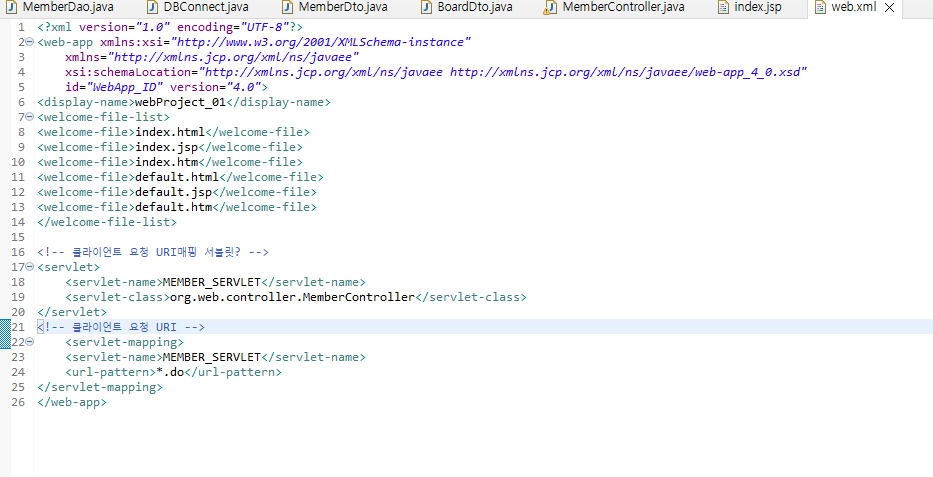 MemberDao.java DBConnect.java MemberDto.java BoardDto.java MemberController.java index.jsp web.xml
1 <?xml version="1.0" encoding="UTF-8"?>
2 <web-app xmlns:xsi="http://www.w3.org/2001/XMLSchema-instance"
3 xmlns="http://xmlns.jcp.org/xml/ns/javaee"
4 xsi:schemaLocation="http://xmlns.jcp.org/xml/ns/javaee http://xmlns.jcp.org/xml/ns/javaee/web-app_4_0.xsd"
5 id="WebApp_ID" version="4.0">
6 <display-name>webProject_01</display-name>
7 <welcome-file-list>
8 <welcome-file>index.html</welcome-file>
9 <welcome-file>index.jsp</welcome-file>
10 <welcome-file>index.htm</welcome-file>
11 <welcome-file>default.html</welcome-file>
12 <welcome-file>default.jsp</welcome-file>
13 <welcome-file>default.htm</welcome-file>
14 </welcome-file-list>
15
16 <!-- 클라이언트 요청 URI매핑 서블릿? -->
17 <servlet>
18 <servlet-name>MEMBER_SERVLET</servlet-name>
19 <servlet-class>org.web.controller.MemberController</servlet-class>
20 </servlet>
21 <!-- 클라이언트 요청 URI -->
22 <servlet-mapping>
23 <servlet-name>MEMBER_SERVLET</servlet-name>
24 <url-pattern>*.do</url-pattern>
25 </servlet-mapping>
26 </web-app>